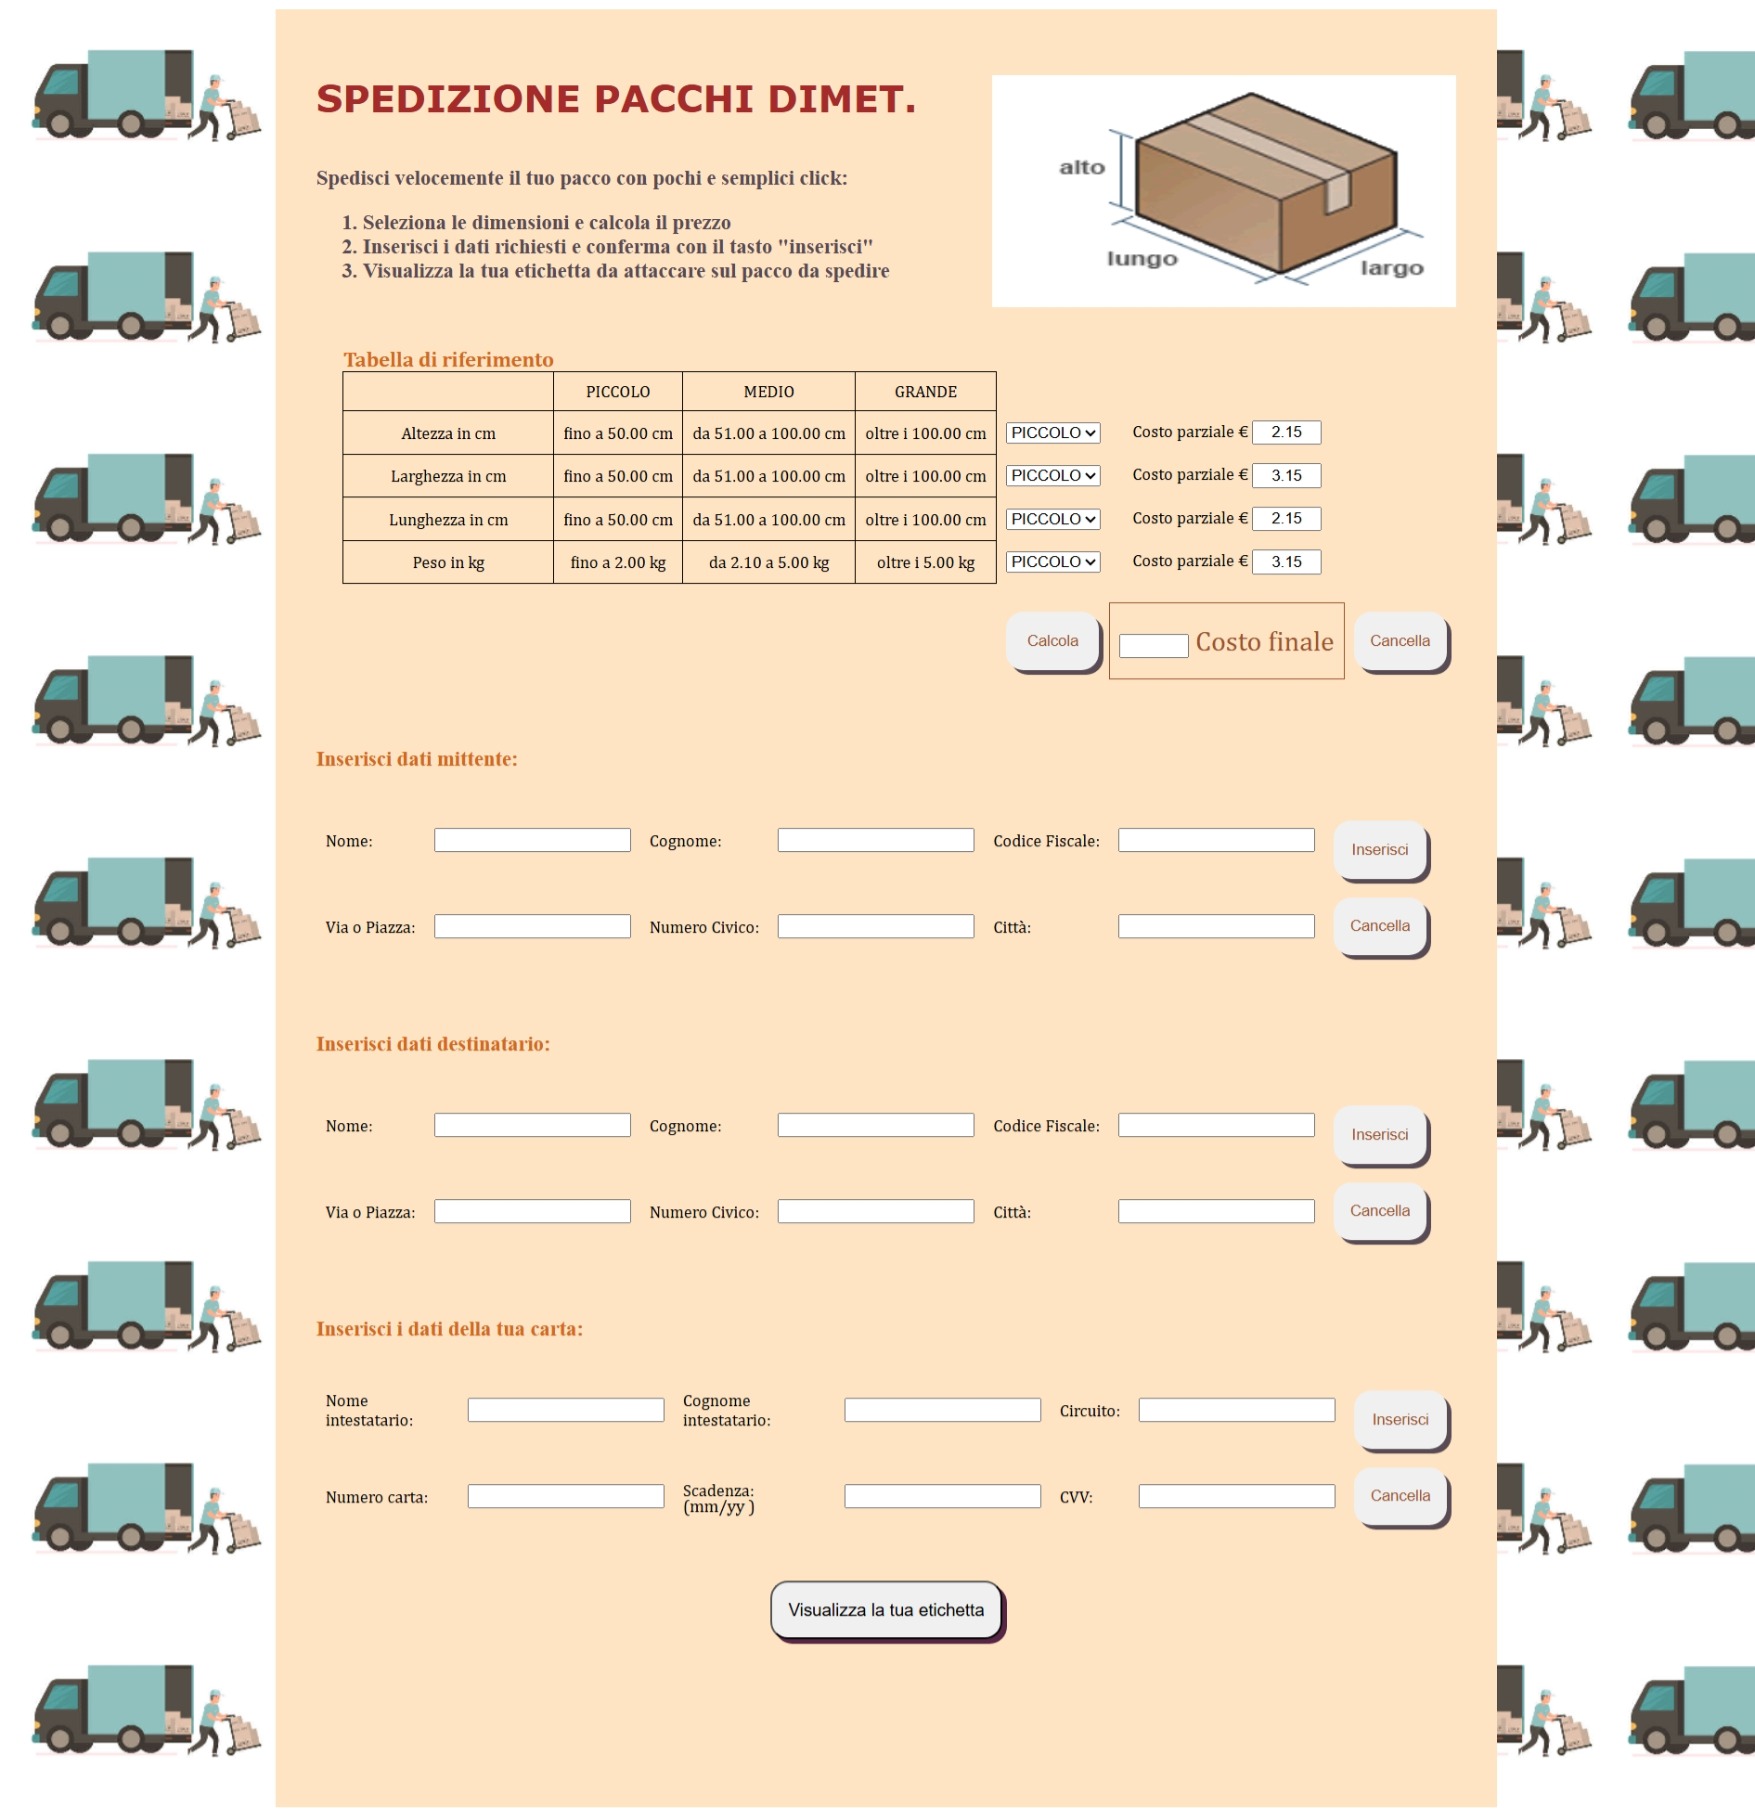 SPEDIZIONE PACCHI DIMET.
Spedisci velocemente il tuo pacco con pochi e semplici click:
1. Seleziona le dimensioni e calcola il prezzo
2. Inserisci i dati richiesti e conferma con il tasto "inserisci"
3. Visualizza la tua etichetta da attaccare sul pacco da spedire
alto
lungo
largo
Tabella di riferimento
PICCOLO MEDIO GRANDE
Altezza in cm fino a 50.00 cm da 51.00 a 100.00 cm oltre i 100.00 cm PICCOLO Costo parziale € 2.15
Larghezza in cm fino a 50.00 cm da 51.00 a 100.00 cm oltre i 100.00 cm PICCOLO Costo parziale € 3.15
Lunghezza in cm fino a 50.00 cm da 51.00 a 100.00 cm oltre i 100.00 cm PICCOLO Costo parziale € 2.15
Peso in kg fino a 2.00 kg da 2.10 a 5.00 kg oltre i 5.00 kg PICCOLO Costo parziale € 3.15
Calcola Costo finale Cancella
Inserisci dati mittente:
Nome: Cognome: Codice Fiscale: Inserisci
Via o Piazza: Numero Civico: Città: Cancella
Inserisci dati destinatario:
Nome: Cognome: Codice Fiscale: Inserisci
Via o Piazza: Numero Civico: Città: Cancella
Inserisci i dati della tua carta:
Nome intestatario: Cognome intestatario: Circuito: Inserisci
Numero carta: Scadenza: (mm/yy ) CVV: Cancella
Visualizza la tua etichetta